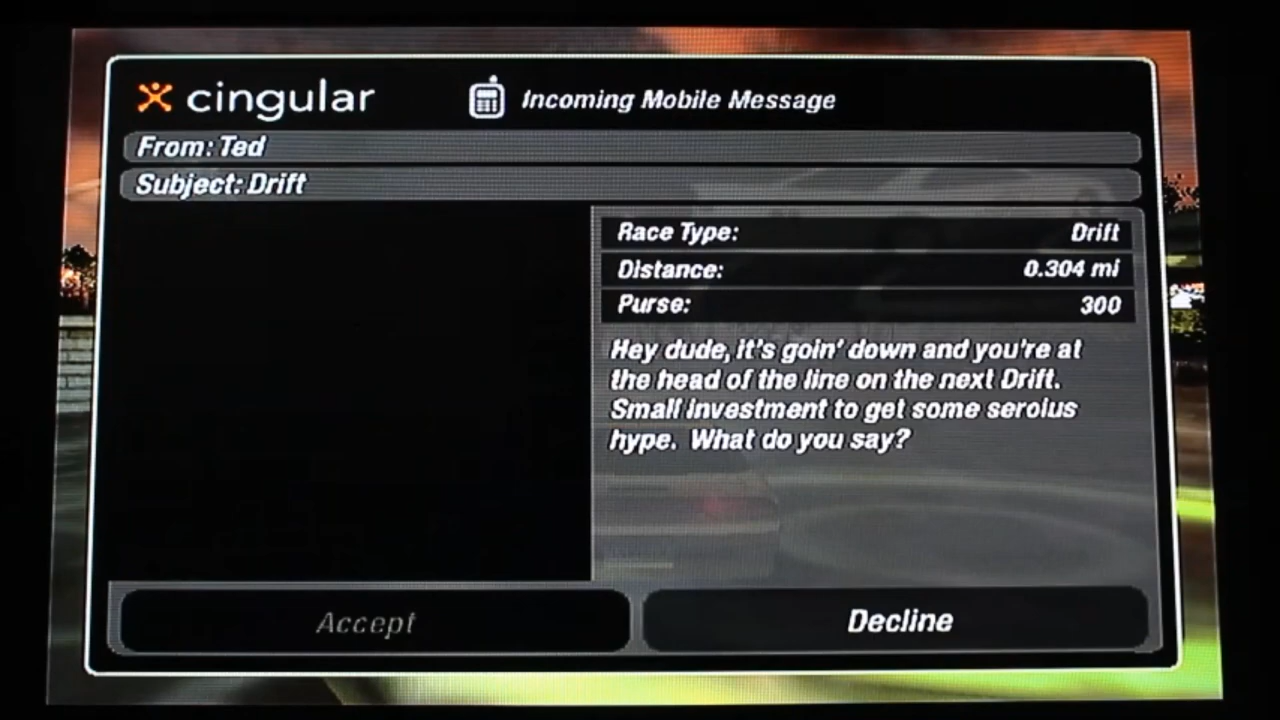 cingular
Incoming Mobile Message
From: Ted
Subject: Drift
Race Type: Drift
Distance: 0.304 mi
Purse: 300
Hey dude, it's goin' down and you're at
the head of the line on the next Drift.
Small investment to get some seroius
hype. What do you say?
Accept
Decline